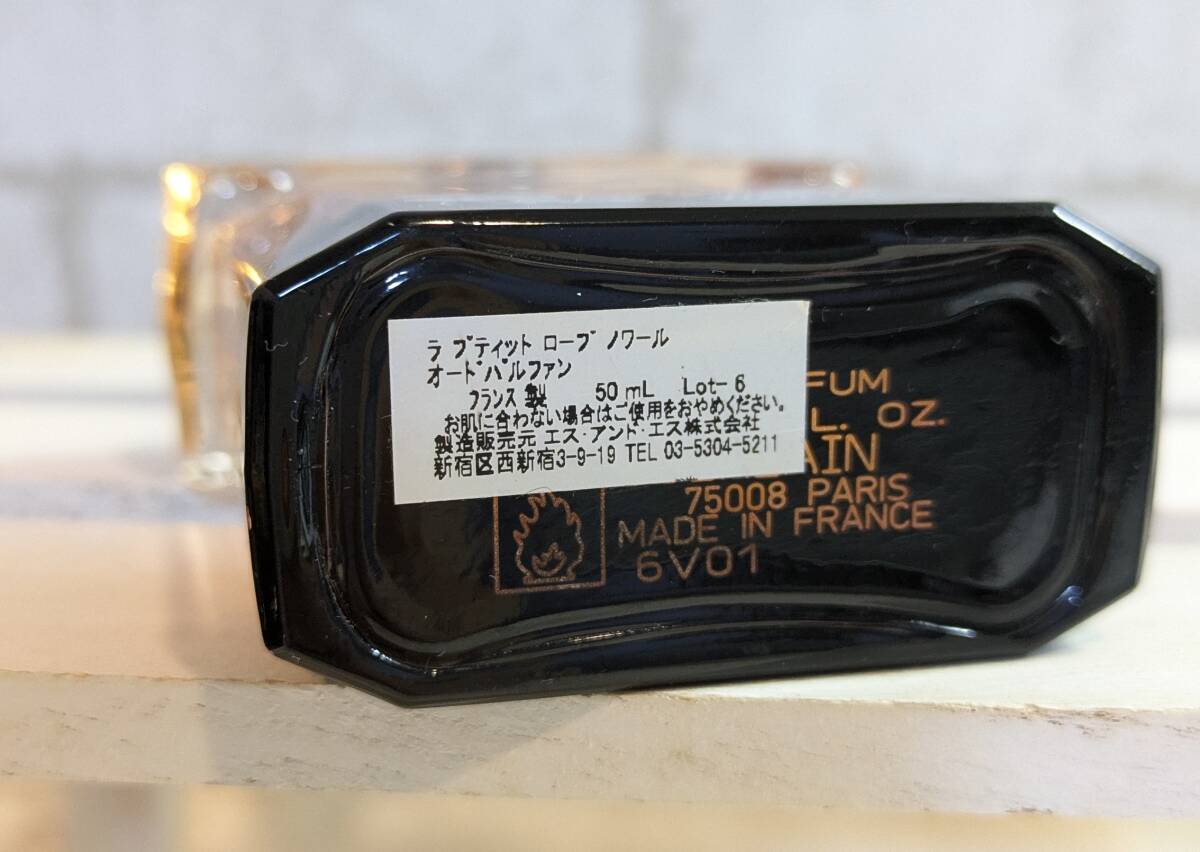 ラ プティット ローブ ノワール
オードパルファン
フランス 製 50 mL Lot-6
お肌に合わない場合はご使用をおやめください。
製造販売元 エス・アンド・エス株式会社
新宿区西新宿3-9-19 TEL 03-5304-5211
FUM
L. OZ.
AIN
75008 PARIS
MADE IN FRANCE
6V01